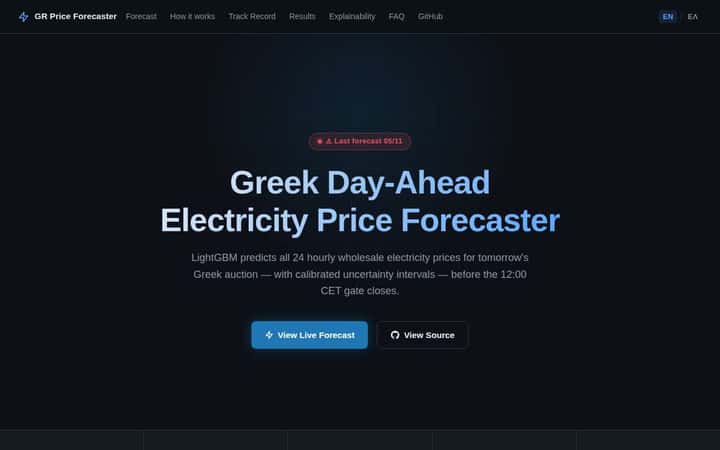 GR Price Forecaster Forecast How it works Track Record Results Explainability FAQ GitHub EN / ΕΛ
⚠ Last forecast 05/11
Greek Day-Ahead
Electricity Price Forecaster
LightGBM predicts all 24 hourly wholesale electricity prices for tomorrow's
Greek auction — with calibrated uncertainty intervals — before the 12:00
CET gate closes.
View Live Forecast View Source